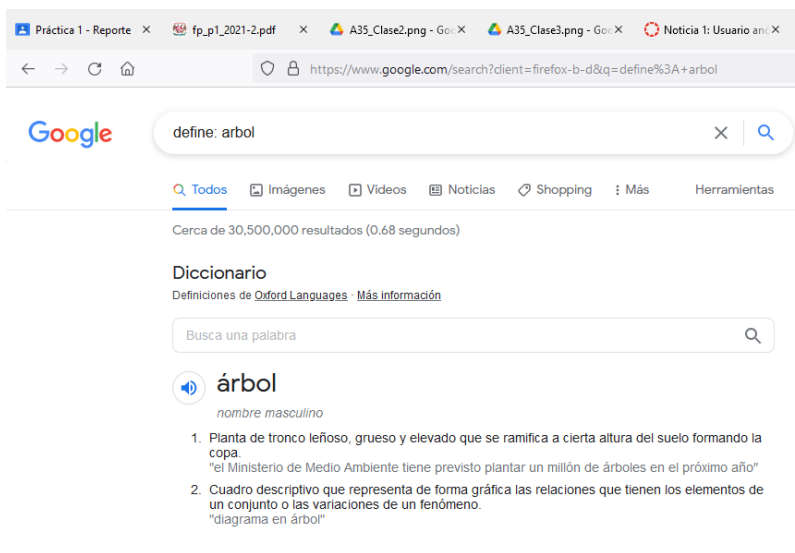 Práctica 1 - Reporte
fp_p1_2021-2.pdf
A35_Clase2.png - Goo
A35_Clase3.png - Goo
Noticia 1: Usuario and
https://www.google.com/search?client=firefox-b-d&q=define%3A+arbol
Google
define: arbol
Todos
Imágenes
Videos
Noticias
Shopping
Más
Herramientas
Cerca de 30,500,000 resultados (0.68 segundos)
Diccionario
Definiciones de Oxford Languages · Más información
Busca una palabra
árbol
nombre masculino
1. Planta de tronco leñoso, grueso y elevado que se ramifica a cierta altura del suelo formando la
copa.
"el Ministerio de Medio Ambiente tiene previsto plantar un millón de árboles en el próximo año"
2. Cuadro descriptivo que representa de forma gráfica las relaciones que tienen los elementos de
un conjunto o las variaciones de un fenómeno.
"diagrama en árbol"